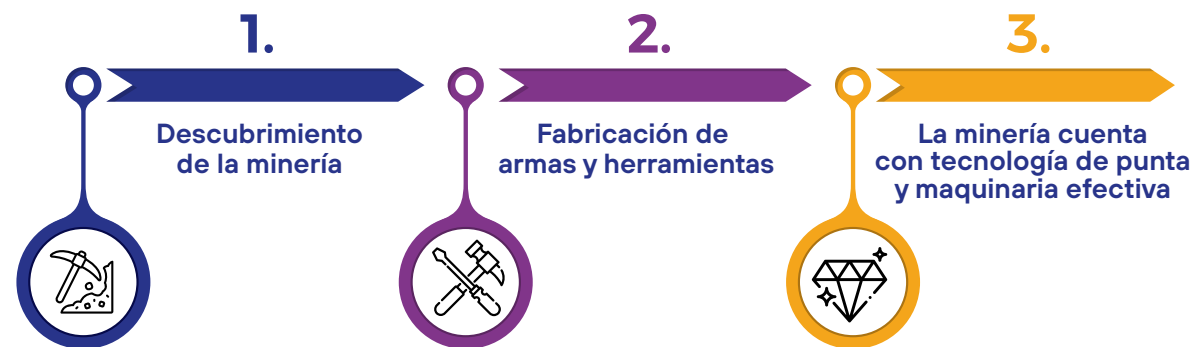 1.
Descubrimiento
de la minería
2.
Fabricación de
armas y herramientas
3.
La minería cuenta
con tecnología de punta
y maquinaria efectiva